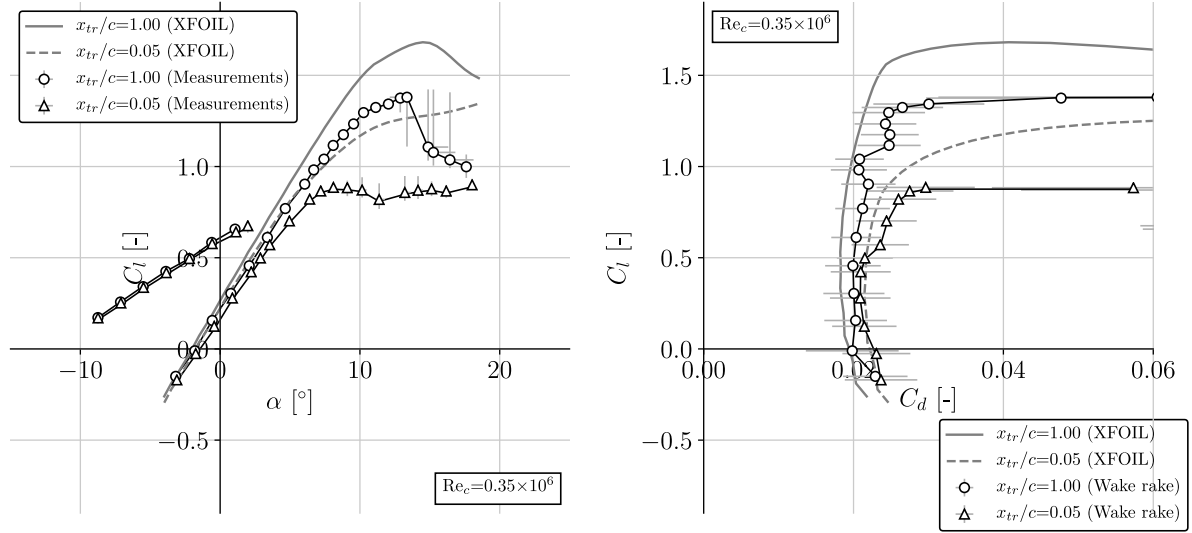 x_tr/c=1.00 (XFOIL)
x_tr/c=0.05 (XFOIL)
x_tr/c=1.00 (Measurements)
x_tr/c=0.05 (Measurements)
1.0
C_l [-]
0.5
0.0
−10
0
10
20
α [°]
−0.5
Re_c=0.35×10^6
Re_c=0.35×10^6
1.5
1.0
C_l [-]
0.5
0.0
0.00
0.02
0.04
0.06
C_d [-]
−0.5
x_tr/c=1.00 (XFOIL)
x_tr/c=0.05 (XFOIL)
x_tr/c=1.00 (Wake rake)
x_tr/c=0.05 (Wake rake)